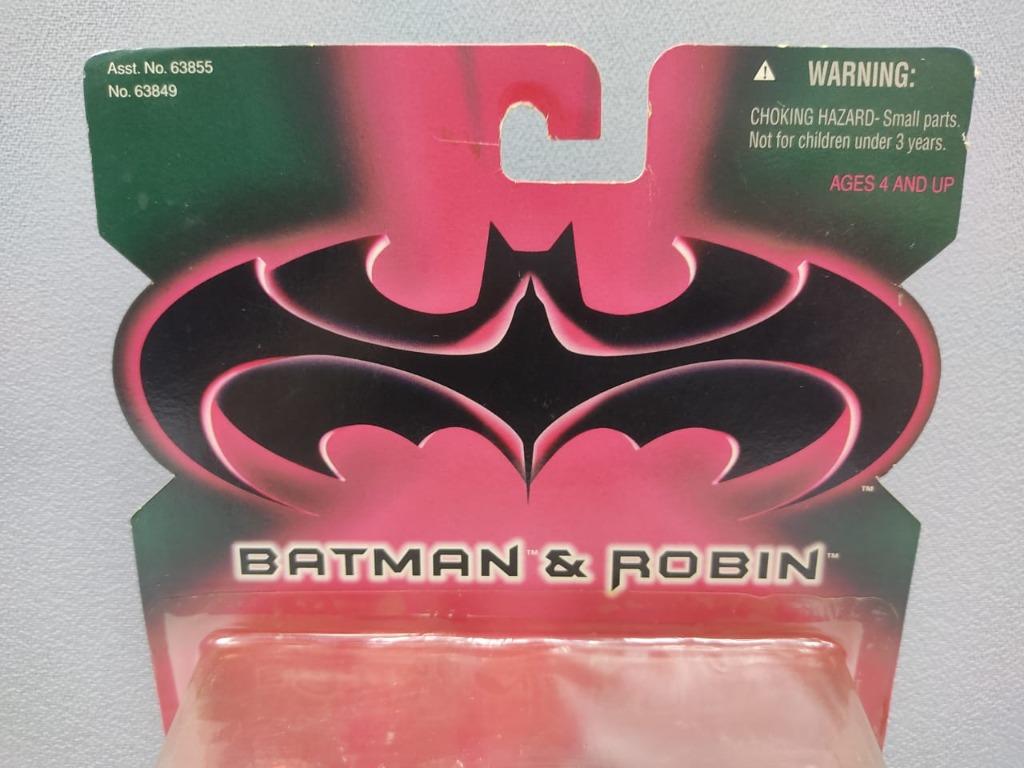 Asst. No. 63855
No. 63849
WARNING:
CHOKING HAZARD- Small parts.
Not for children under 3 years.
AGES 4 AND UP
TM
BATMAN™ & ROBIN™